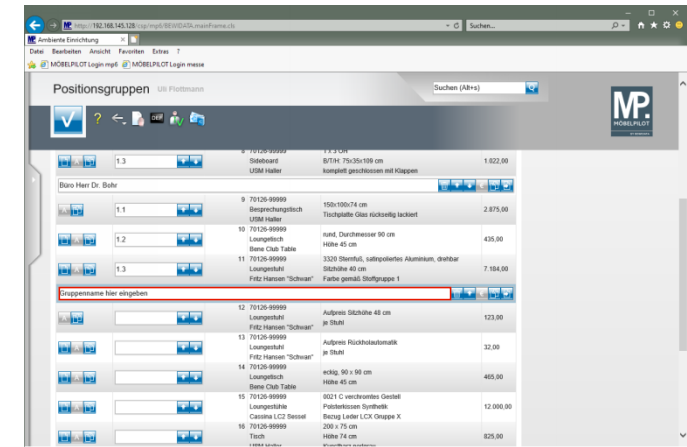 http://192.168.145.128/csp/mp6/BEWIDATA.mainFrame.cls
Suchen...
Ambiente Einrichtung
Datei Bearbeiten Ansicht Favoriten Extras ?
MÖBELPILOT Login mp6 MÖBELPILOT Login messe
Positionsgruppen Uli Flottmann
Suchen (Alt+s)
MP.
MÖBELPILOT
DEF
8 70126-99999 1 x 3 OH
1.3 Sideboard B/T/H: 75x35x109 cm 1.022,00
USM Haller komplett geschlossen mit Klappen
Büro Herr Dr. Bohr
9 70126-99999
1.1 Besprechungstisch 150x100x74 cm 2.875,00
USM Haller Tischplatte Glas rückseitig lackiert
10 70126-99999
1.2 Loungetisch rund, Durchmesser 90 cm 435,00
Bene Club Table Höhe 45 cm
11 70126-99999 3320 Sternfuß, satinpoliertes Aluminium, drehbar
1.3 Loungestuhl Sitzhöhe 40 cm 7.184,00
Fritz Hansen "Schwan" Farbe gemäß Stoffgruppe 1
Gruppenname hier eingeben
12 70126-99999
Loungestuhl Aufpreis Sitzhöhe 48 cm 123,00
Fritz Hansen "Schwan" je Stuhl
13 70126-99999
Loungestuhl Aufpreis Rückholautomatik 32,00
Fritz Hansen "Schwan" je Stuhl
14 70126-99999
Loungetisch eckig, 90 x 90 cm 465,00
Bene Club Table Höhe 45 cm
15 70126-99999 0021 C verchromtes Gestell
Loungestühle Polsterkissen Synthetik 12.000,00
Cassina LC2 Sessel Bezug Leder LCX Gruppe X
16 70126-99999 200 x 75 cm
Tisch Höhe 74 cm 825,00
USM Haller